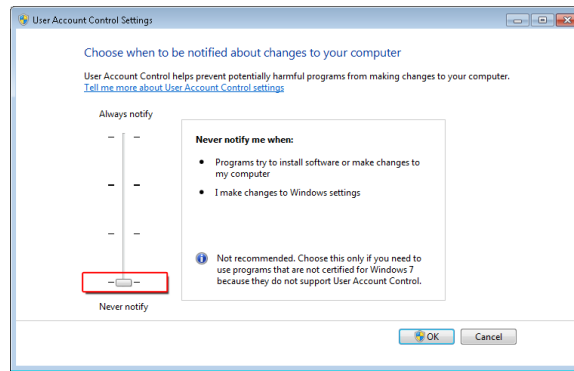 User Account Control Settings
Choose when to be notified about changes to your computer
User Account Control helps prevent potentially harmful programs from making changes to your computer.
Tell me more about User Account Control settings
Always notify
Never notify me when:
Programs try to install software or make changes to
my computer
I make changes to Windows settings
Not recommended. Choose this only if you need to
use programs that are not certified for Windows 7
because they do not support User Account Control.
Never notify
OK
Cancel